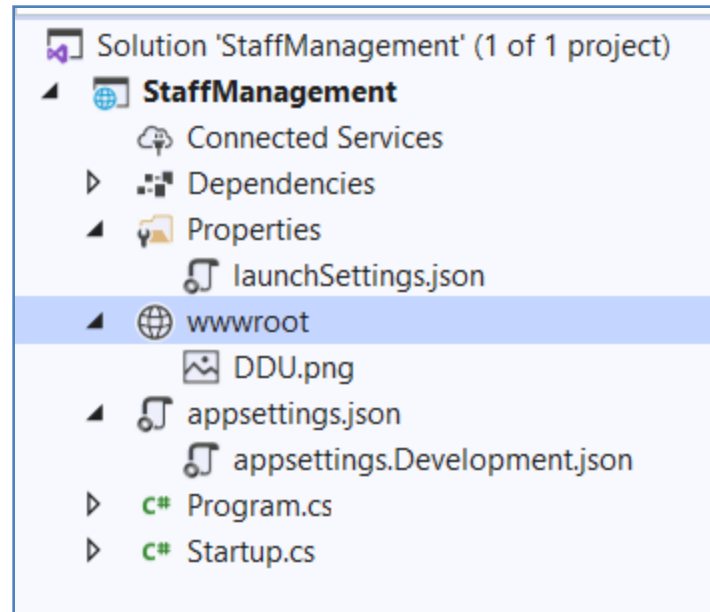 Solution 'StaffManagement' (1 of 1 project)
StaffManagement
Connected Services
Dependencies
Properties
launchSettings.json
wwwroot
DDU.png
appsettings.json
appsettings.Development.json
C# Program.cs
C# Startup.cs